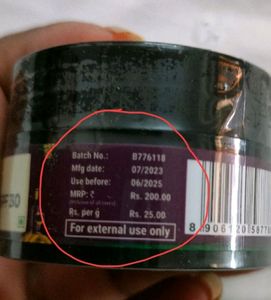 Batch No.: B776118
Mfg date: 07/2023
Use before: 06/2025
MRP: ₹ Rs. 200.00
(Inclusive of all taxes)
Rs. per g Rs. 25.00
For external use only